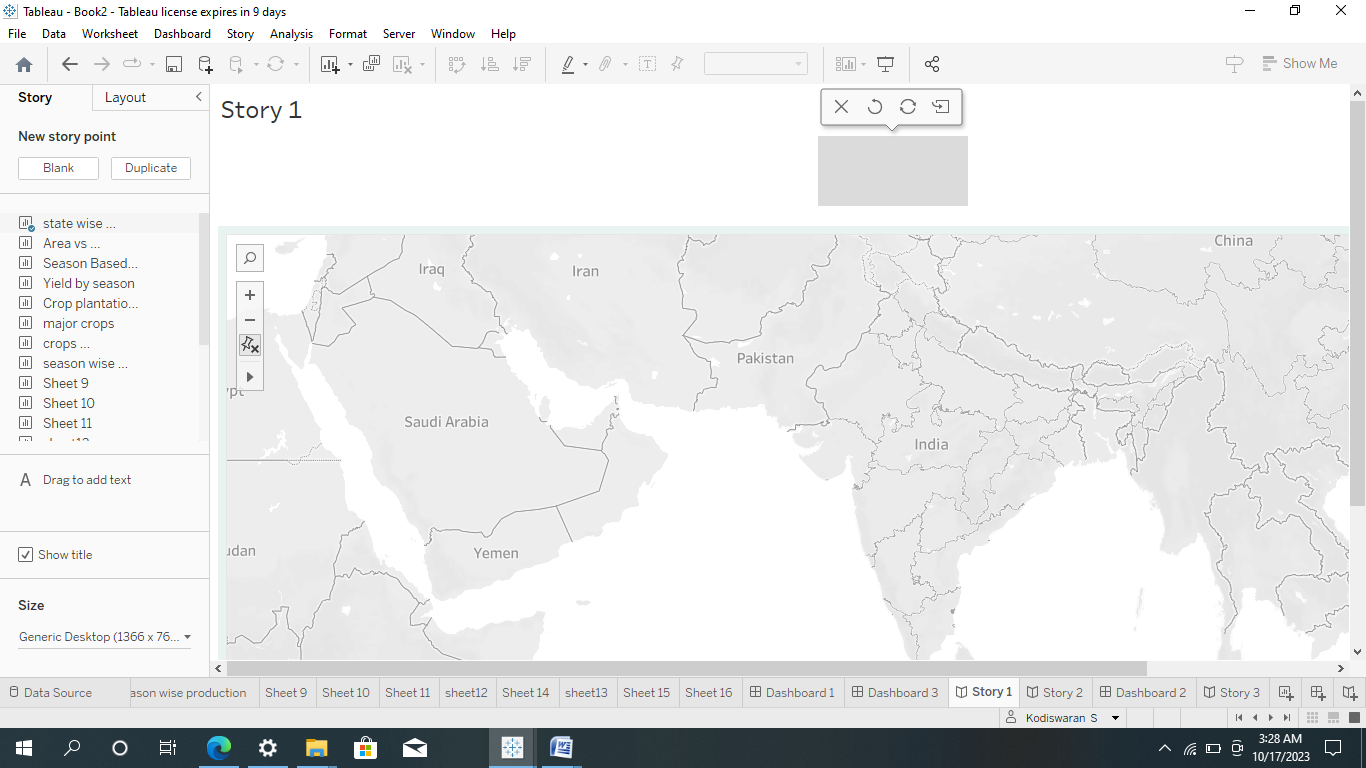 Tableau - Book2 - Tableau license expires in 9 days
File Data Worksheet Dashboard Story Analysis Format Server Window Help
Show Me
Story Layout
Story 1
New story point
Blank Duplicate
state wise ...
Area vs ...
Season Based...
Yield by season
Crop plantatio...
major crops
crops ...
season wise ...
Sheet 9
Sheet 10
Sheet 11
A Drag to add text
Show title
Size
Generic Desktop (1366 x 76...
China
Iraq
Iran
Pakistan
ypt
Saudi Arabia
India
udan
Yemen
Data Source ason wise production Sheet 9 Sheet 10 Sheet 11 sheet12 Sheet 14 sheet13 Sheet 15 Sheet 16 Dashboard 1 Dashboard 3 Story 1 Story 2 Dashboard 2 Story 3
Kodiswaran S
3:28 AM
10/17/2023